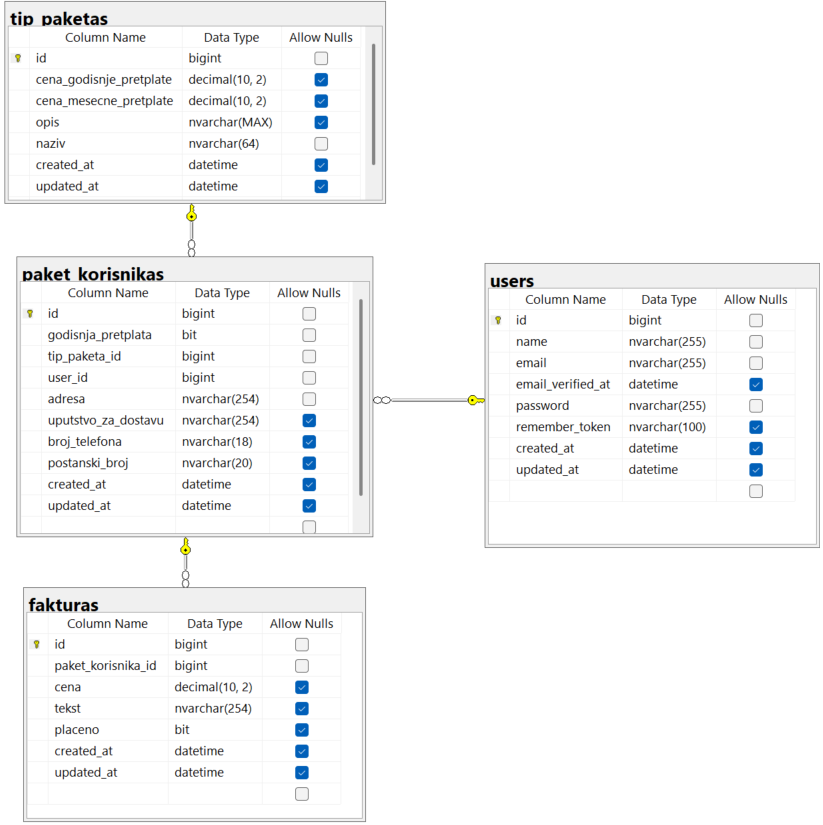 tip_paketas
Column Name Data Type Allow Nulls
id bigint
cena_godisnje_pretplate decimal(10, 2)
cena_mesecne_pretplate decimal(10, 2)
opis nvarchar(MAX)
naziv nvarchar(64)
created_at datetime
updated_at datetime
paket_korisnikas
Column Name Data Type Allow Nulls
id bigint
godisnja_pretplata bit
tip_paketa_id bigint
user_id bigint
adresa nvarchar(254)
uputstvo_za_dostavu nvarchar(254)
broj_telefona nvarchar(18)
postanski_broj nvarchar(20)
created_at datetime
updated_at datetime
users
Column Name Data Type Allow Nulls
id bigint
name nvarchar(255)
email nvarchar(255)
email_verified_at datetime
password nvarchar(255)
remember_token nvarchar(100)
created_at datetime
updated_at datetime
fakturas
Column Name Data Type Allow Nulls
id bigint
paket_korisnika_id bigint
cena decimal(10, 2)
tekst nvarchar(254)
placeno bit
created_at datetime
updated_at datetime